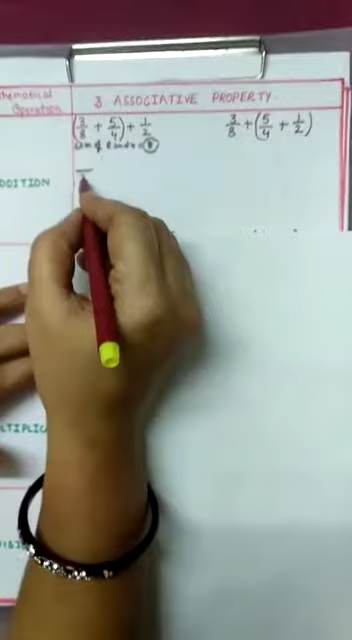 thematical
Operation
3 ASSOCIATIVE PROPERTY
(3/8 + 5/4) + 1/2
3/8 + (5/4 + 1/2)
8
DDITION
LTIPLIC